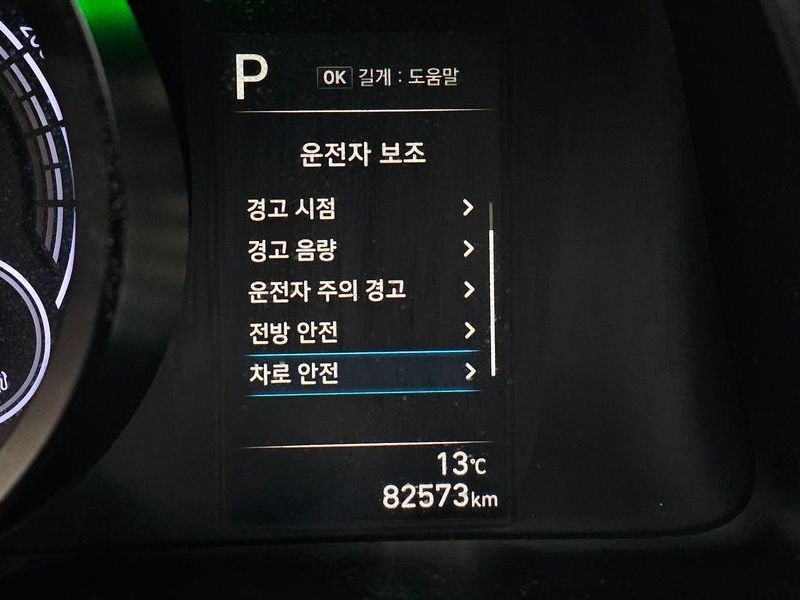 P
OK 길게 : 도움말
운전자 보조
경고 시점
경고 음량
운전자 주의 경고
전방 안전
차로 안전
13℃
82573km